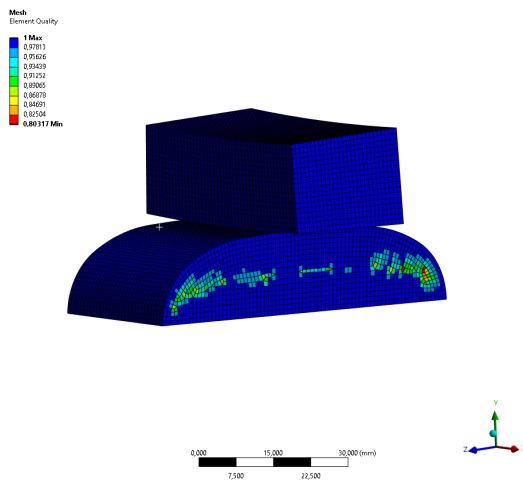 Mesh
Element Quality
1 Max
0,97813
0,95626
0,93439
0,91252
0,89065
0,86878
0,84691
0,82504
0,80317 Min
Y
Z
0,000
15,000
30,000 (mm)
7,500
22,500